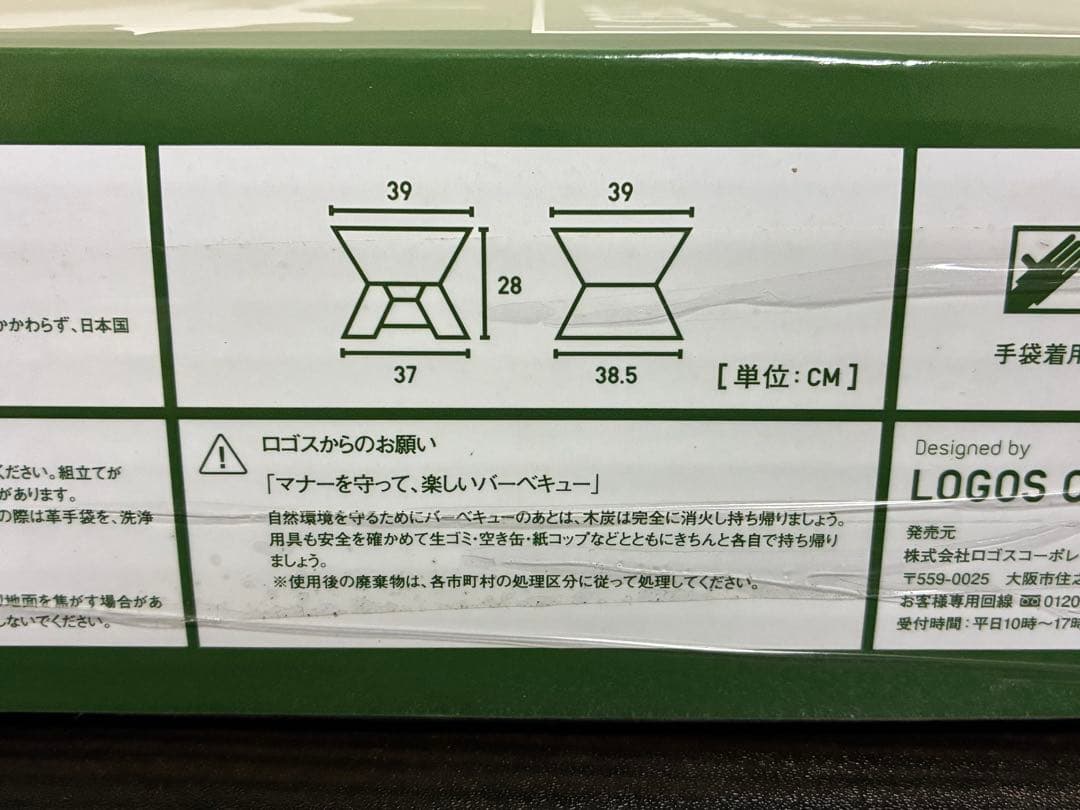 39
39
28
37
38.5
[単位:CM]
かかわらず、日本国
手袋着用
ください。組立てが
があります。
の際は革手袋を、洗浄
地面を焦がす場合があ
しないでください。
ロゴスからのお願い
「マナーを守って、楽しいバーベキュー」
自然環境を守るためにバーベキューのあとは、木炭は完全に消火し持ち帰りましょう。
用具も安全を確かめて生ゴミ・空き缶・紙コップなどとともにきちんと各自で持ち帰り
ましょう。
※使用後の廃棄物は、各市町村の処理区分に従って処理してください。
Designed by
LOGOS C
発売元
株式会社ロゴスコーポレ
〒559-0025 大阪市住之
お客様専用回線 0120
受付時間:平日10時〜17時